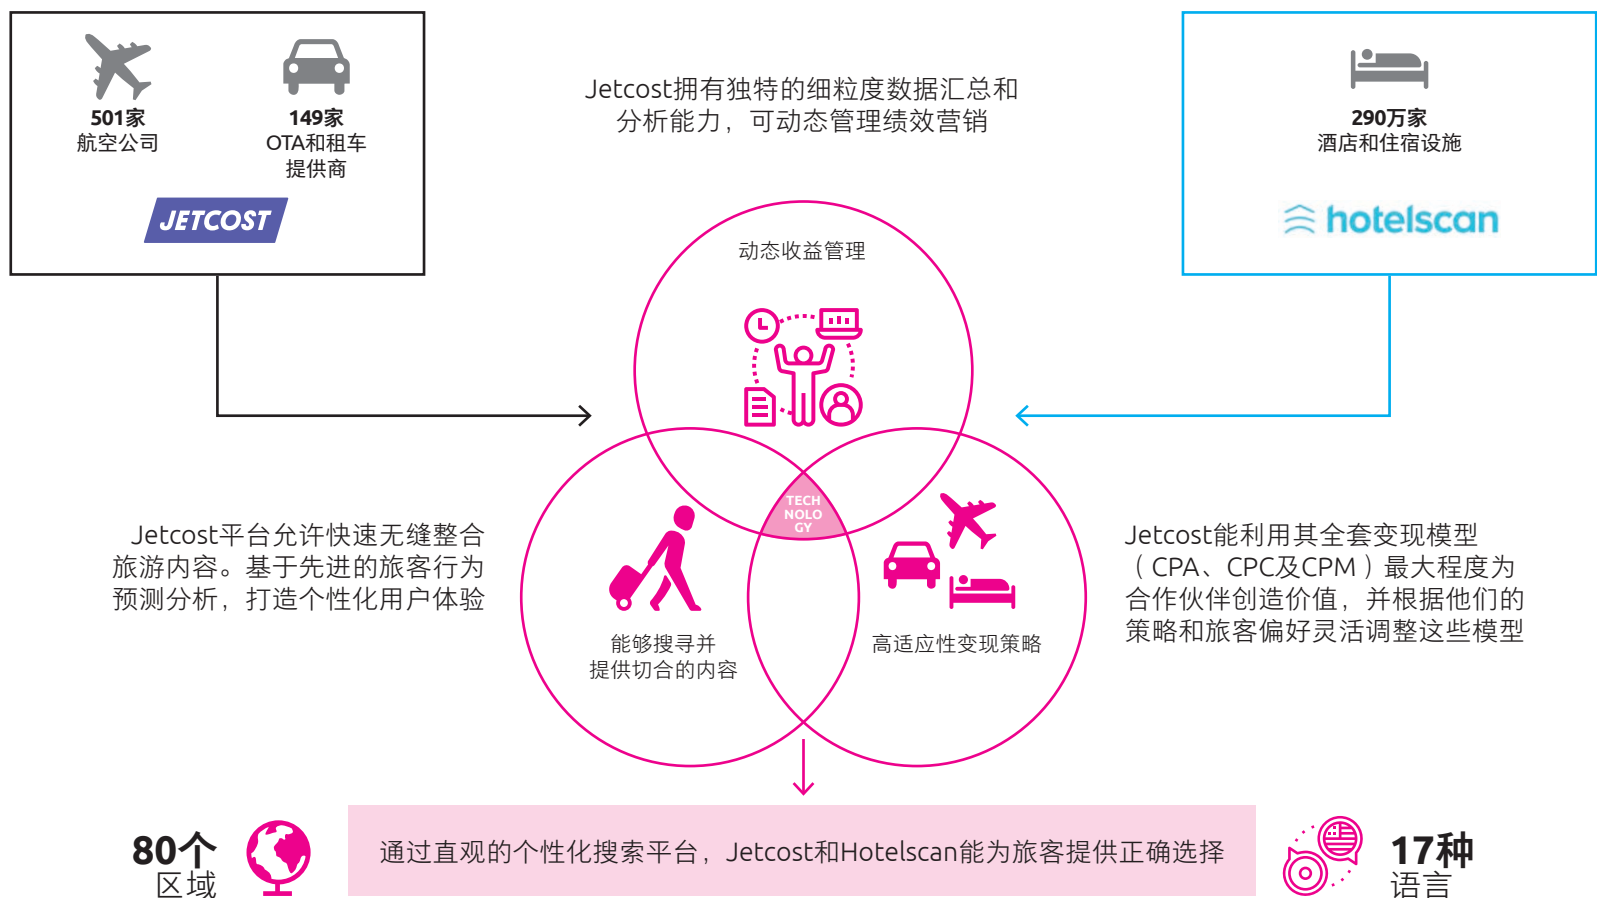 501家
航空公司
149家
OTA和租车
提供商
JETCOST
Jetcost拥有独特的细粒度数据汇总和
分析能力，可动态管理绩效营销
290万家
酒店和住宿设施
hotelscan
动态收益管理
TECH
NOLO
GY
Jetcost平台允许快速无缝整合
旅游内容。基于先进的旅客行为
预测分析，打造个性化用户体验
能够搜寻并
提供切合的内容
高适应性变现策略
Jetcost能利用其全套变现模型
（CPA、CPC及CPM）最大程度为
合作伙伴创造价值，并根据他们的
策略和旅客偏好灵活调整这些模型
80个
区域
通过直观的个性化搜索平台，Jetcost和Hotelscan能为旅客提供正确选择
17种
语言